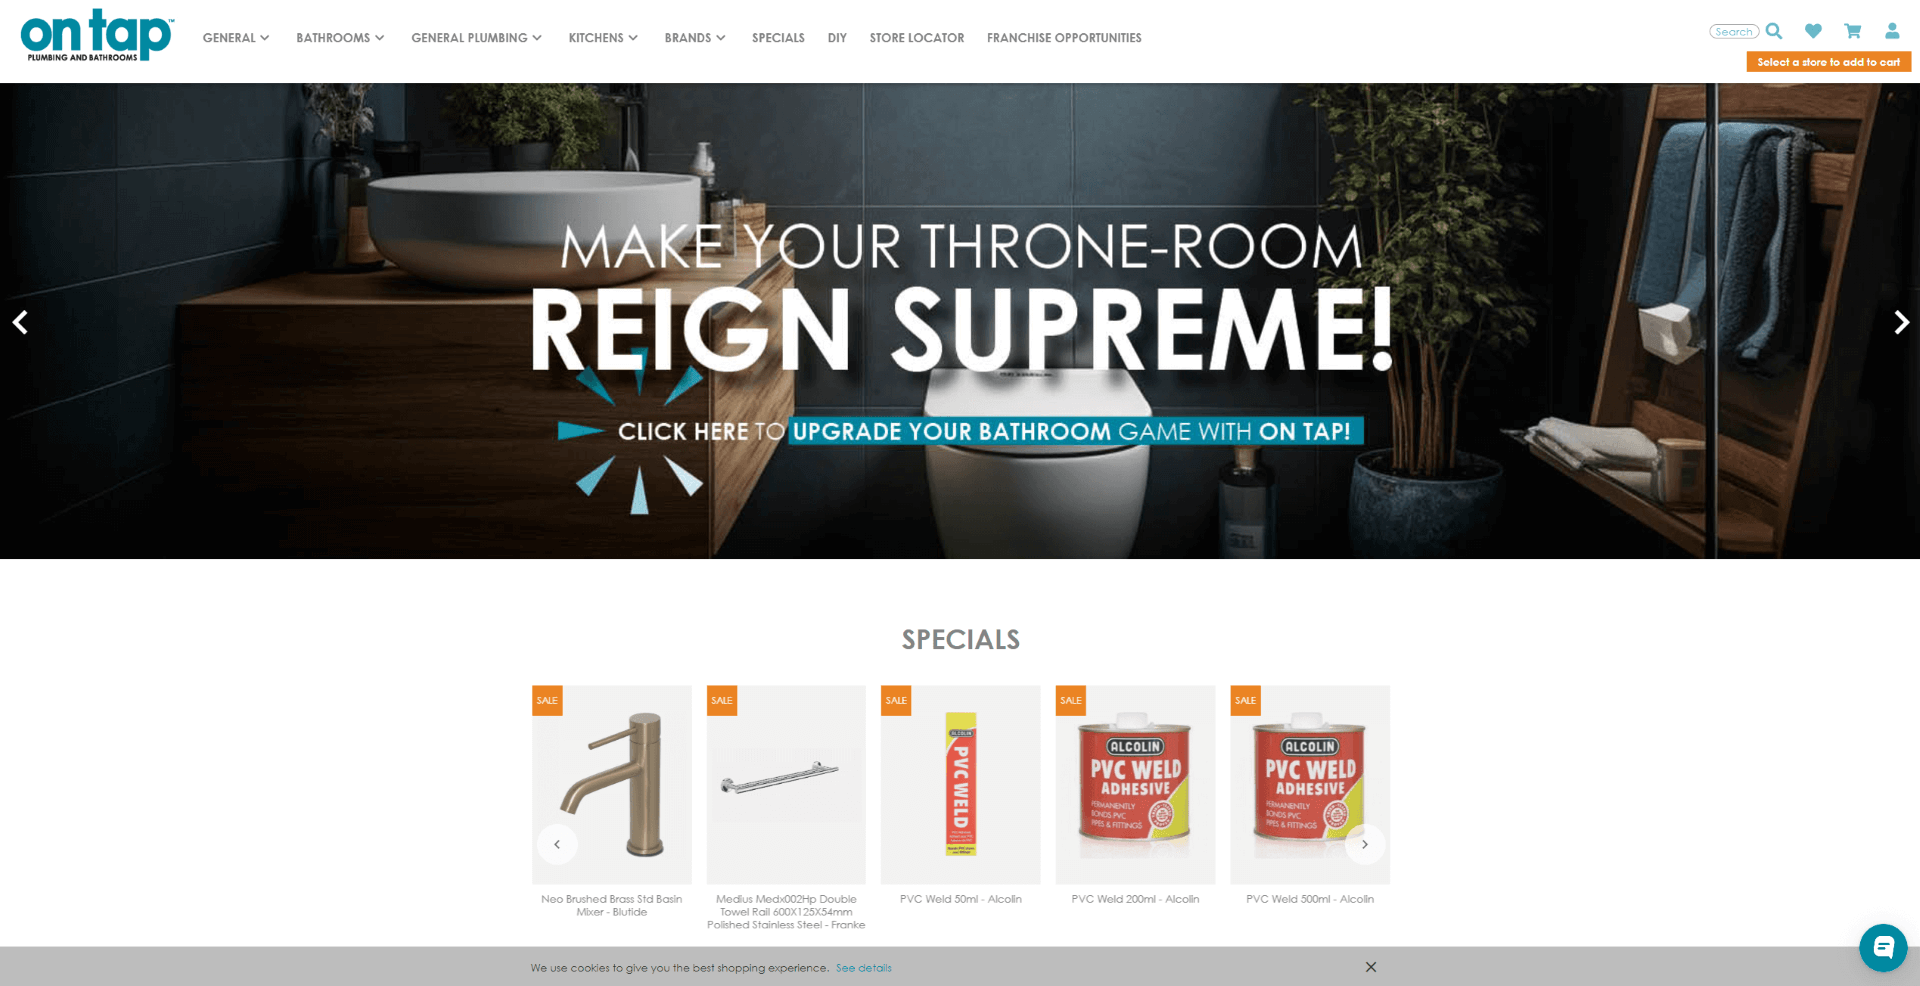 on tap™
PLUMBING AND BATHROOMS
GENERAL
BATHROOMS
GENERAL PLUMBING
KITCHENS
BRANDS
SPECIALS
DIY
STORE LOCATOR
FRANCHISE OPPORTUNITIES
Search
Select a store to add to cart
MAKE YOUR THRONE-ROOM
REIGN SUPREME!
CLICK HERE TO UPGRADE YOUR BATHROOM GAME WITH ON TAP!
SPECIALS
SALE
SALE
SALE
SALE
SALE
ALCOLIN
PVC WELD
ALCOLIN
PVC WELD
ADHESIVE
PERMANENTLY
BONDS PVC
PIPES & FITTINGS
ALCOLIN
PVC WELD
ADHESIVE
PERMANENTLY
BONDS PVC
PIPES & FITTINGS
Neo Brushed Brass Std Basin
Mixer - Blutide
Medius Medx002Hp Double
Towel Rail 600X125X54mm
Polished Stainless Steel - Franke
PVC Weld 50ml - Alcolin
PVC Weld 200ml - Alcolin
PVC Weld 500ml - Alcolin
We use cookies to give you the best shopping experience. See details